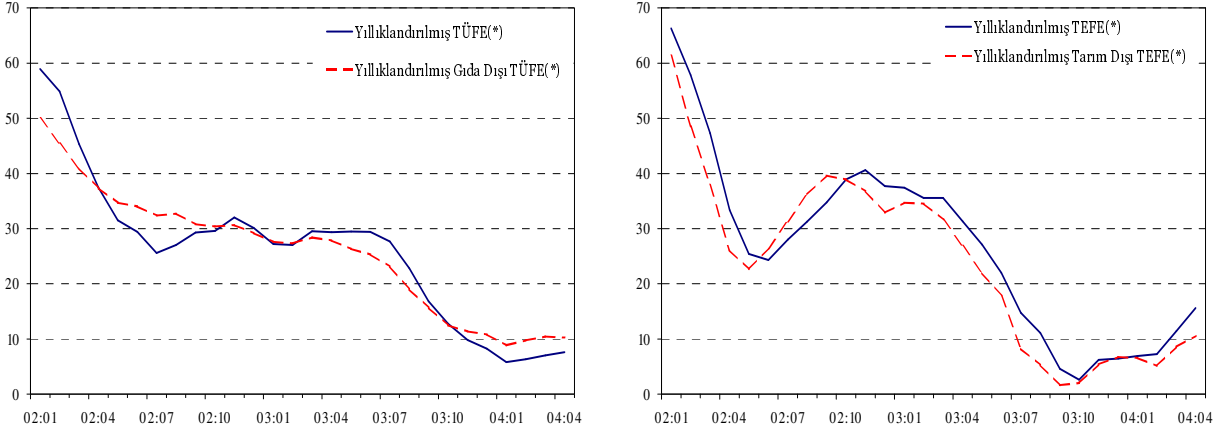 70
60
50
40
30
20
10
0
Yıllıklandırılmış TÜFE(*)
Yıllıklandırılmış Gıda Dışı TÜFE(*)
02:01 02:04 02:07 02:10 03:01 03:04 03:07 03:10 04:01 04:04
70
60
50
40
30
20
10
0
Yıllıklandırılmış TEFE(*)
Yıllıklandırılmış Tarım Dışı TEFE(*)
02:01 02:04 02:07 02:10 03:01 03:04 03:07 03:10 04:01 04:04